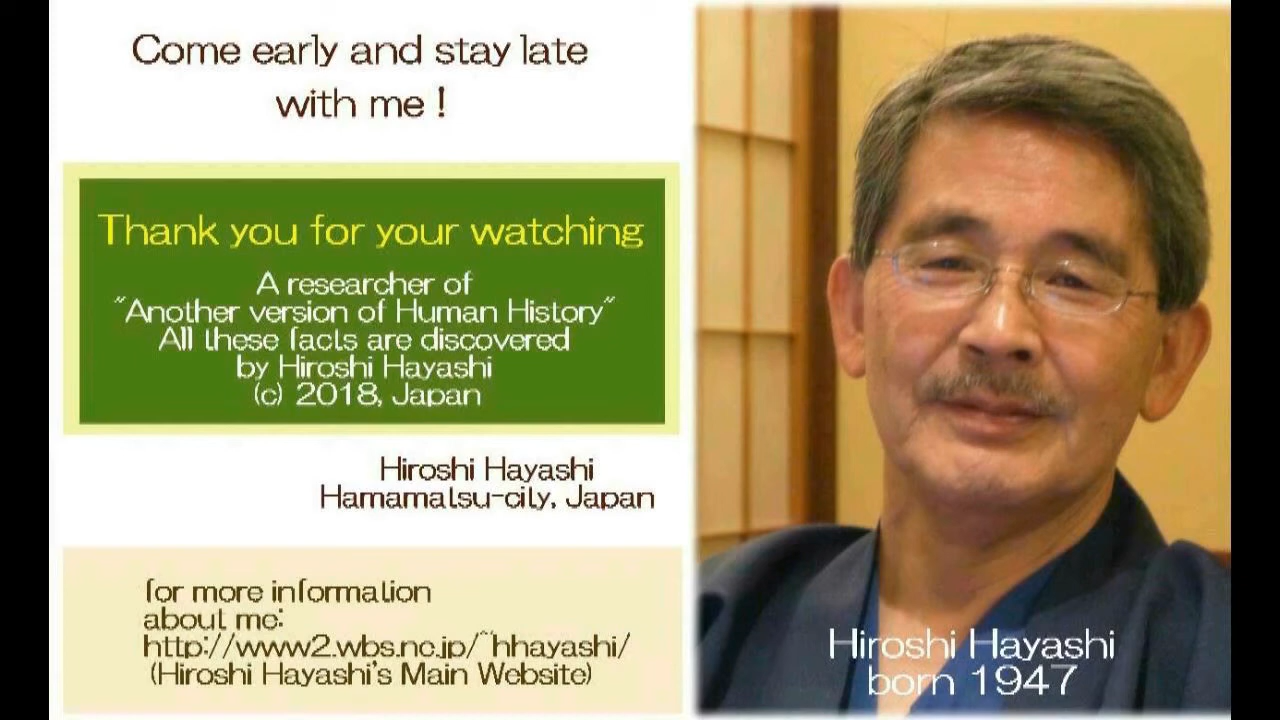 Come early and stay late
with me !
Thank you for your watching
A researcher of
"Another version of Human History"
All these facts are discovered
by Hiroshi Hayashi
(c) 2018, Japan
Hiroshi Hayashi
Hamamatsu-city, Japan
for more information
about me:
http://www2.wbs.ne.jp/~hhayashi/
(Hiroshi Hayashi's Main Website)
Hiroshi Hayashi
born 1947